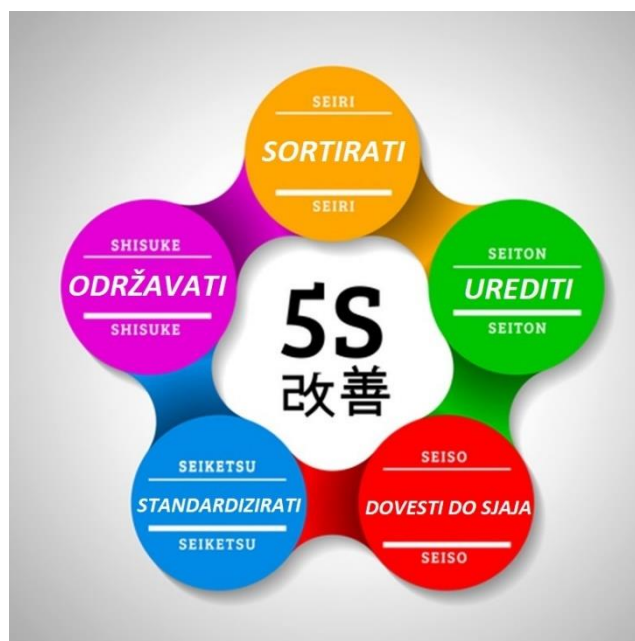 SEIRI
SORTIRATI
SEIRI
SEITON
UREDITI
SEITON
SEISO
DOVESTI DO SJAJA
SEISO
SEIKETSU
STANDARDIZIRATI
SEIKETSU
SHISUKE
ODRŽAVATI
SHISUKE
5S
改善